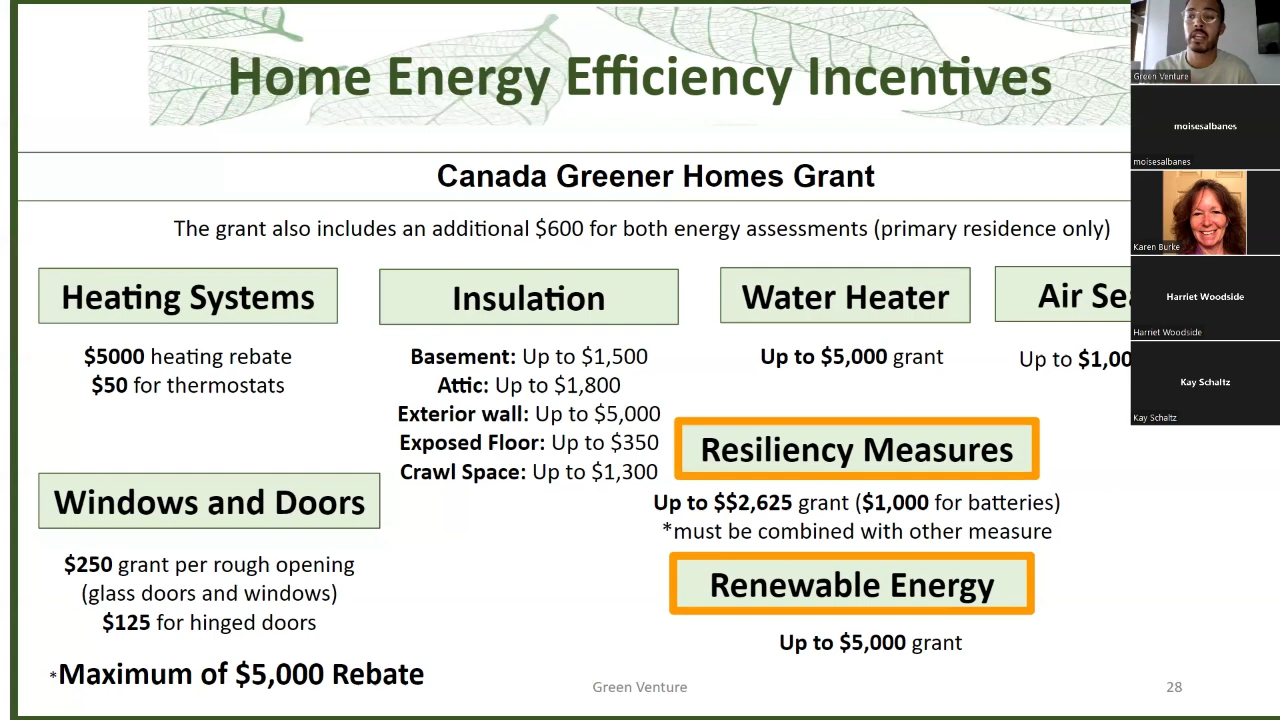 Home Energy Efficiency Incentives
Canada Greener Homes Grant
The grant also includes an additional $600 for both energy assessments (primary residence only)
Heating Systems
$5000 heating rebate
$50 for thermostats
Insulation
Basement: Up to $1,500
Attic: Up to $1,800
Exterior wall: Up to $5,000
Exposed Floor: Up to $350
Crawl Space: Up to $1,300
Water Heater
Up to $5,000 grant
Air
Up to
Resiliency Measures
Up to $$2,625 grant ($1,000 for batteries)
*must be combined with other measure
Windows and Doors
$250 grant per rough opening
(glass doors and windows)
$125 for hinged doors
Renewable Energy
Up to $5,000 grant
*Maximum of $5,000 Rebate
Green Venture
28
Green Venture
moisesalbanes
moisesalbanes
Karen Burke
Harriet Woodside
Harriet Woodside
Kay Schaltz
Kay Schaltz